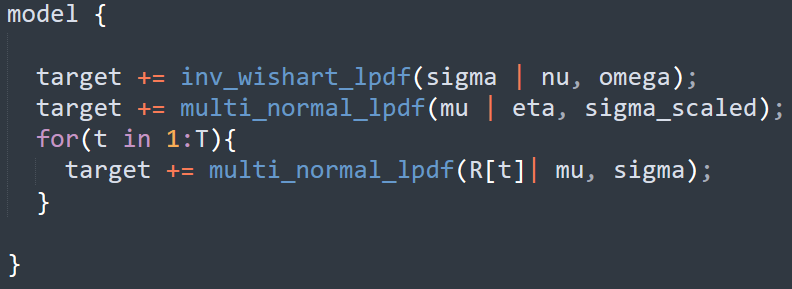 model {
target += inv_wishart_lpdf(sigma | nu, omega);
target += multi_normal_lpdf(mu | eta, sigma_scaled);
for(t in 1:T){
target += multi_normal_lpdf(R[t]| mu, sigma);
}
}